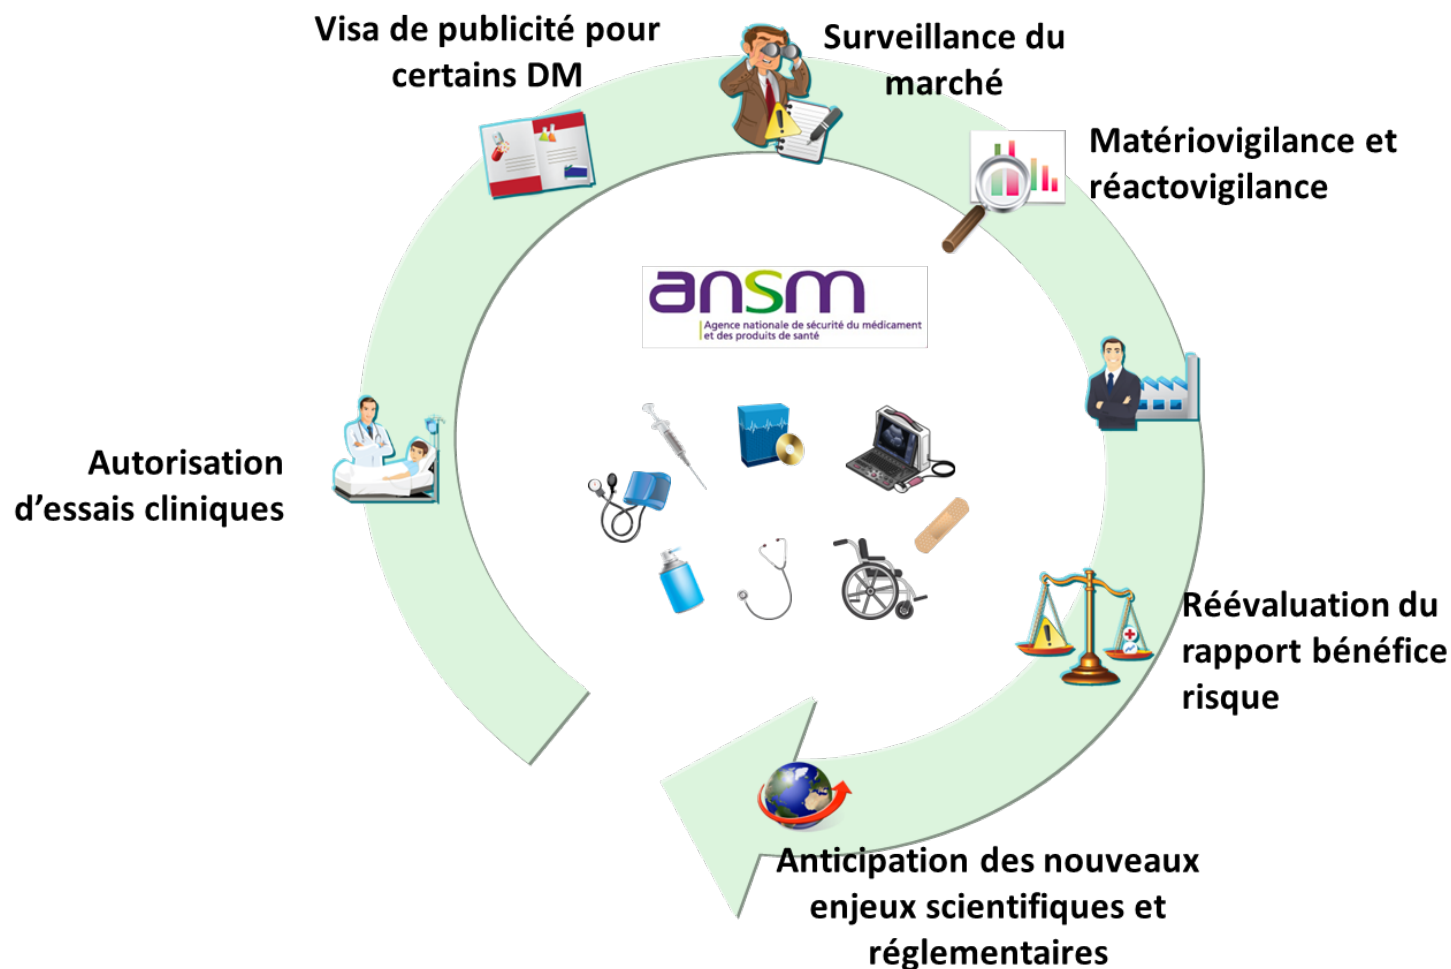 Visa de publicité pour
certains DM
Surveillance du
marché
Matériovigilance et
réactovigilance
ansm
Agence nationale de sécurité du médicament
et des produits de santé
Autorisation
d’essais cliniques
Réévaluation du
rapport bénéfice
risque
Anticipation des nouveaux
enjeux scientifiques et
réglementaires